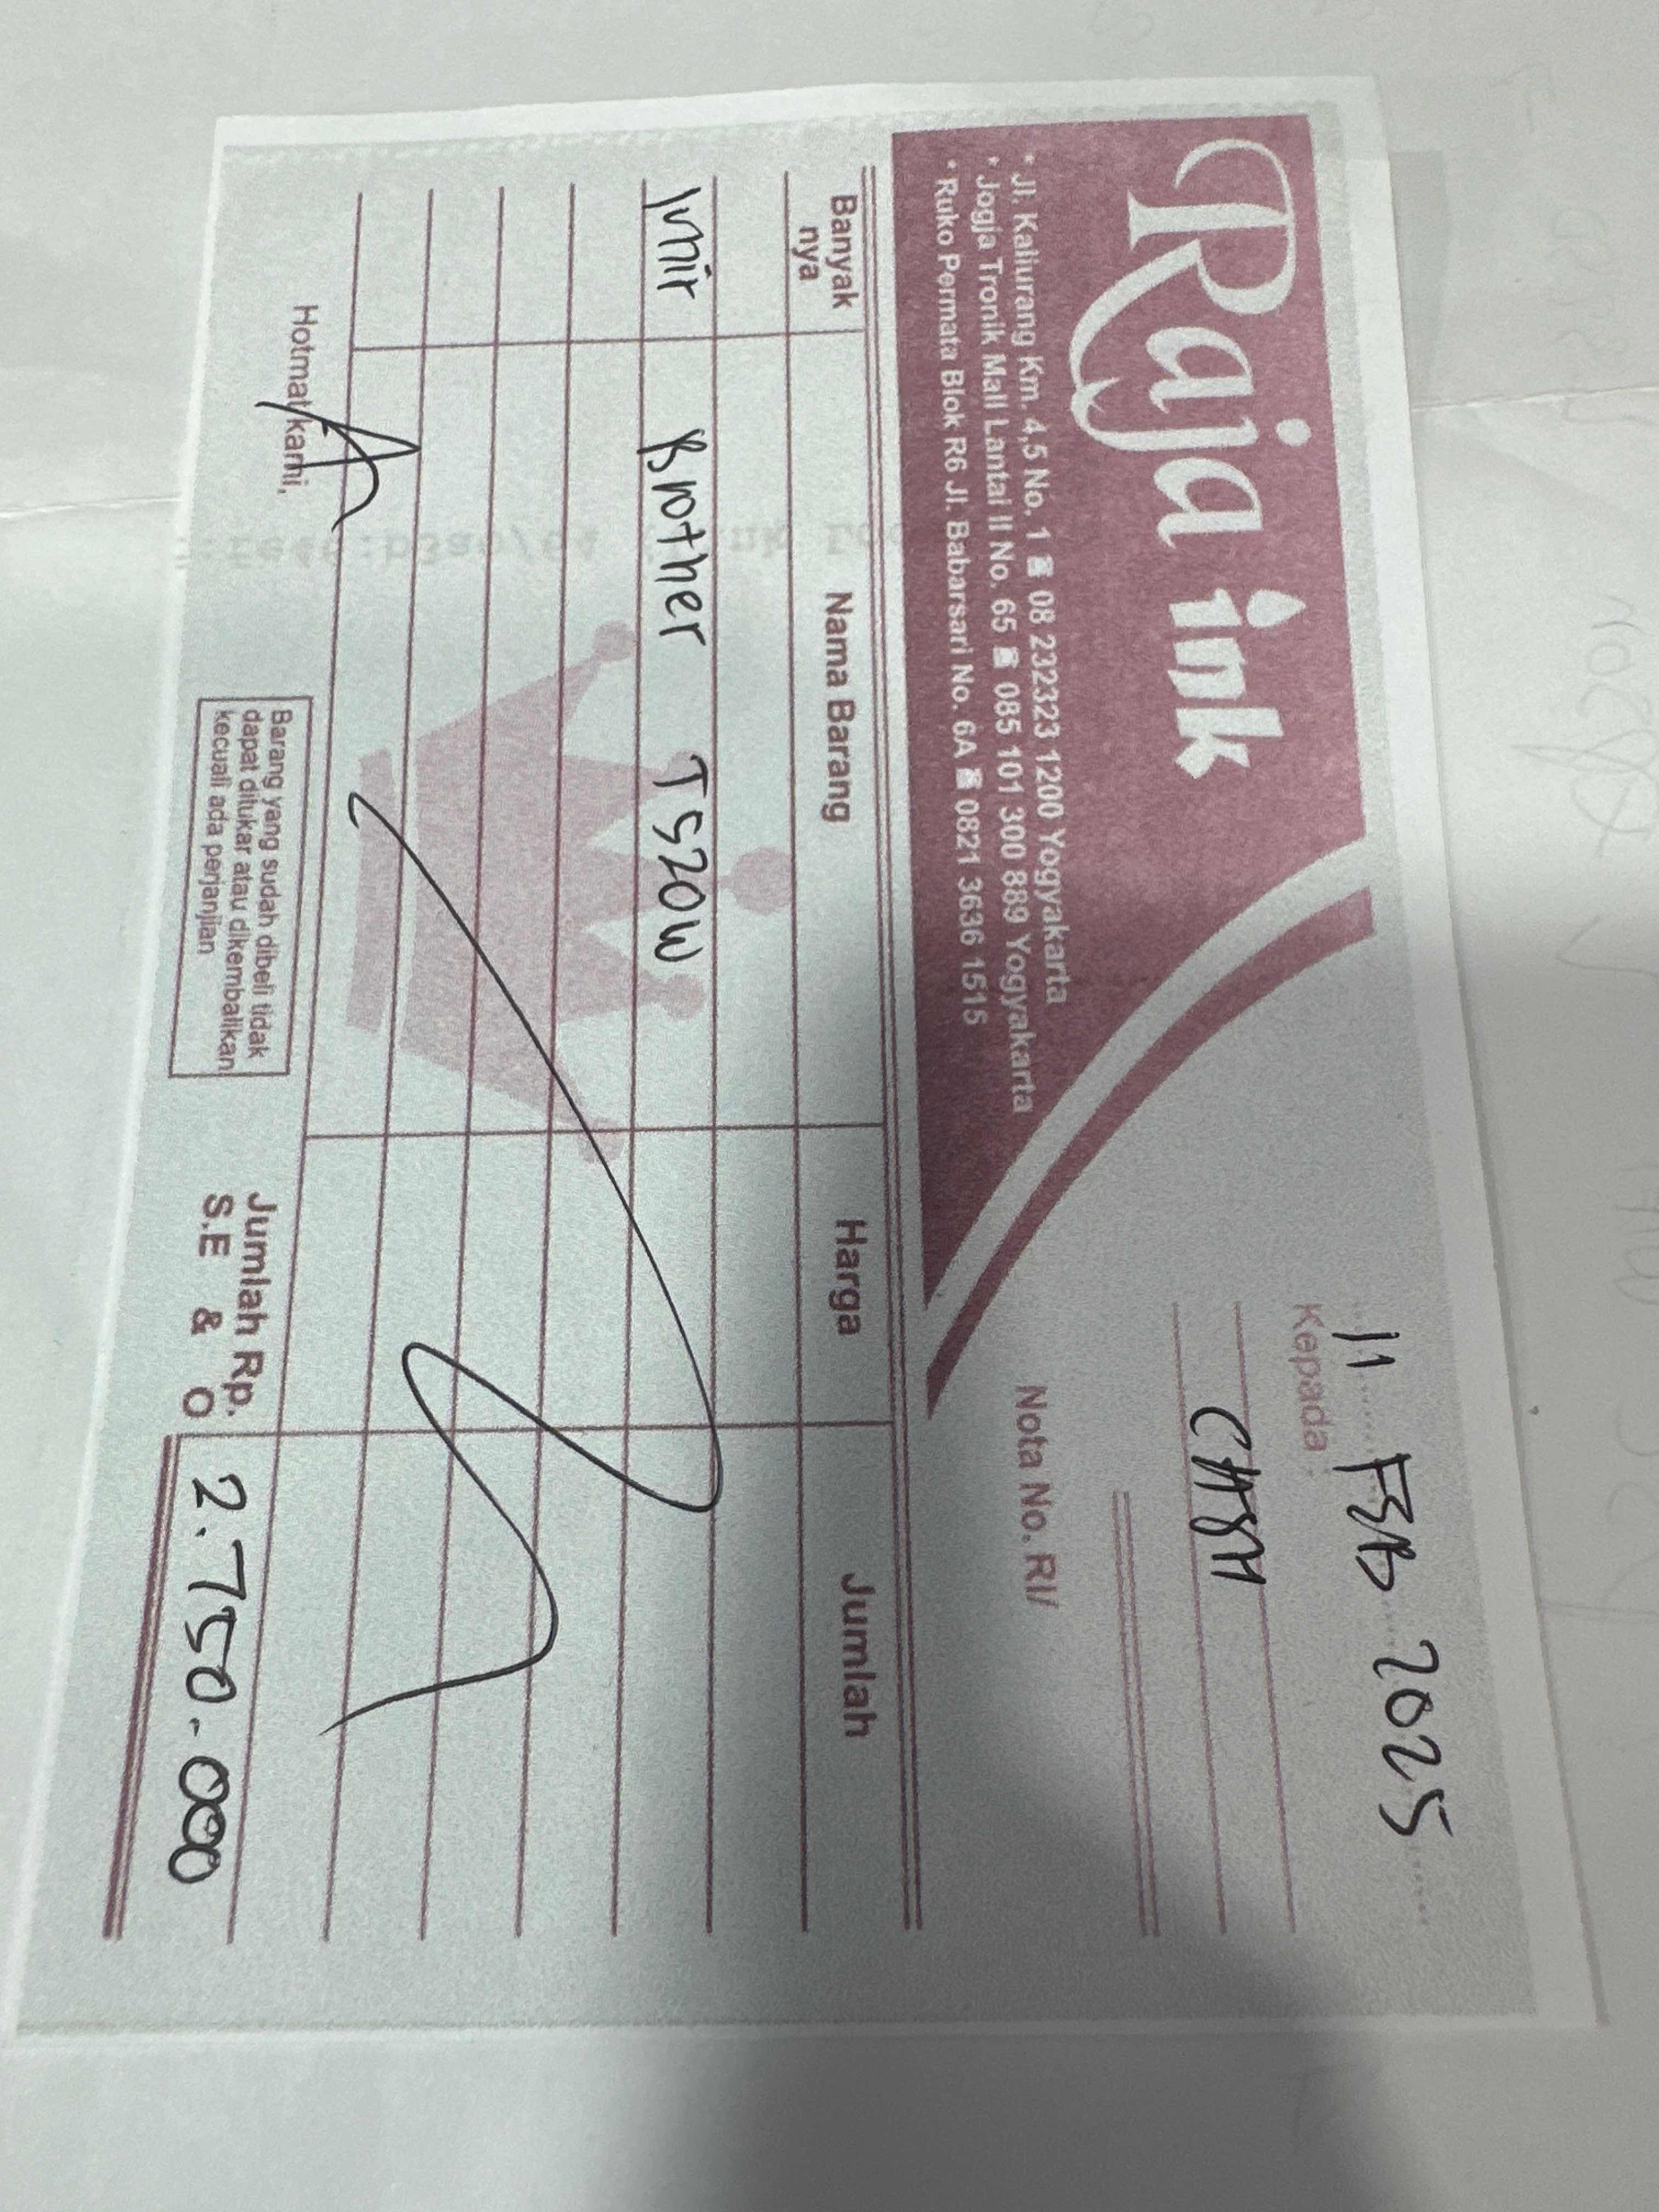 Raja ink
* Jl. Kaliurang Km. 4,5 No. 1 ☎ 08 232323 1200 Yogyakarta
* Jogja Tronik Mall Lantai II No. 65 ☎ 085 101 300 889 Yogyakarta
* Ruko Permata Blok R6 Jl. Babarsari No. 6A ☎ 0821 3636 1515
11 FEB 2025
Kepada
CASH
Nota No. RI/
Banyak nya Nama Barang Harga Jumlah
1 unit Brother T520W
Hotmat kami,
Barang yang sudah dibeli tidak
dapat ditukar atau dikembalikan
kecuali ada perjanjian
Jumlah Rp. 2.750.000
S.E & O